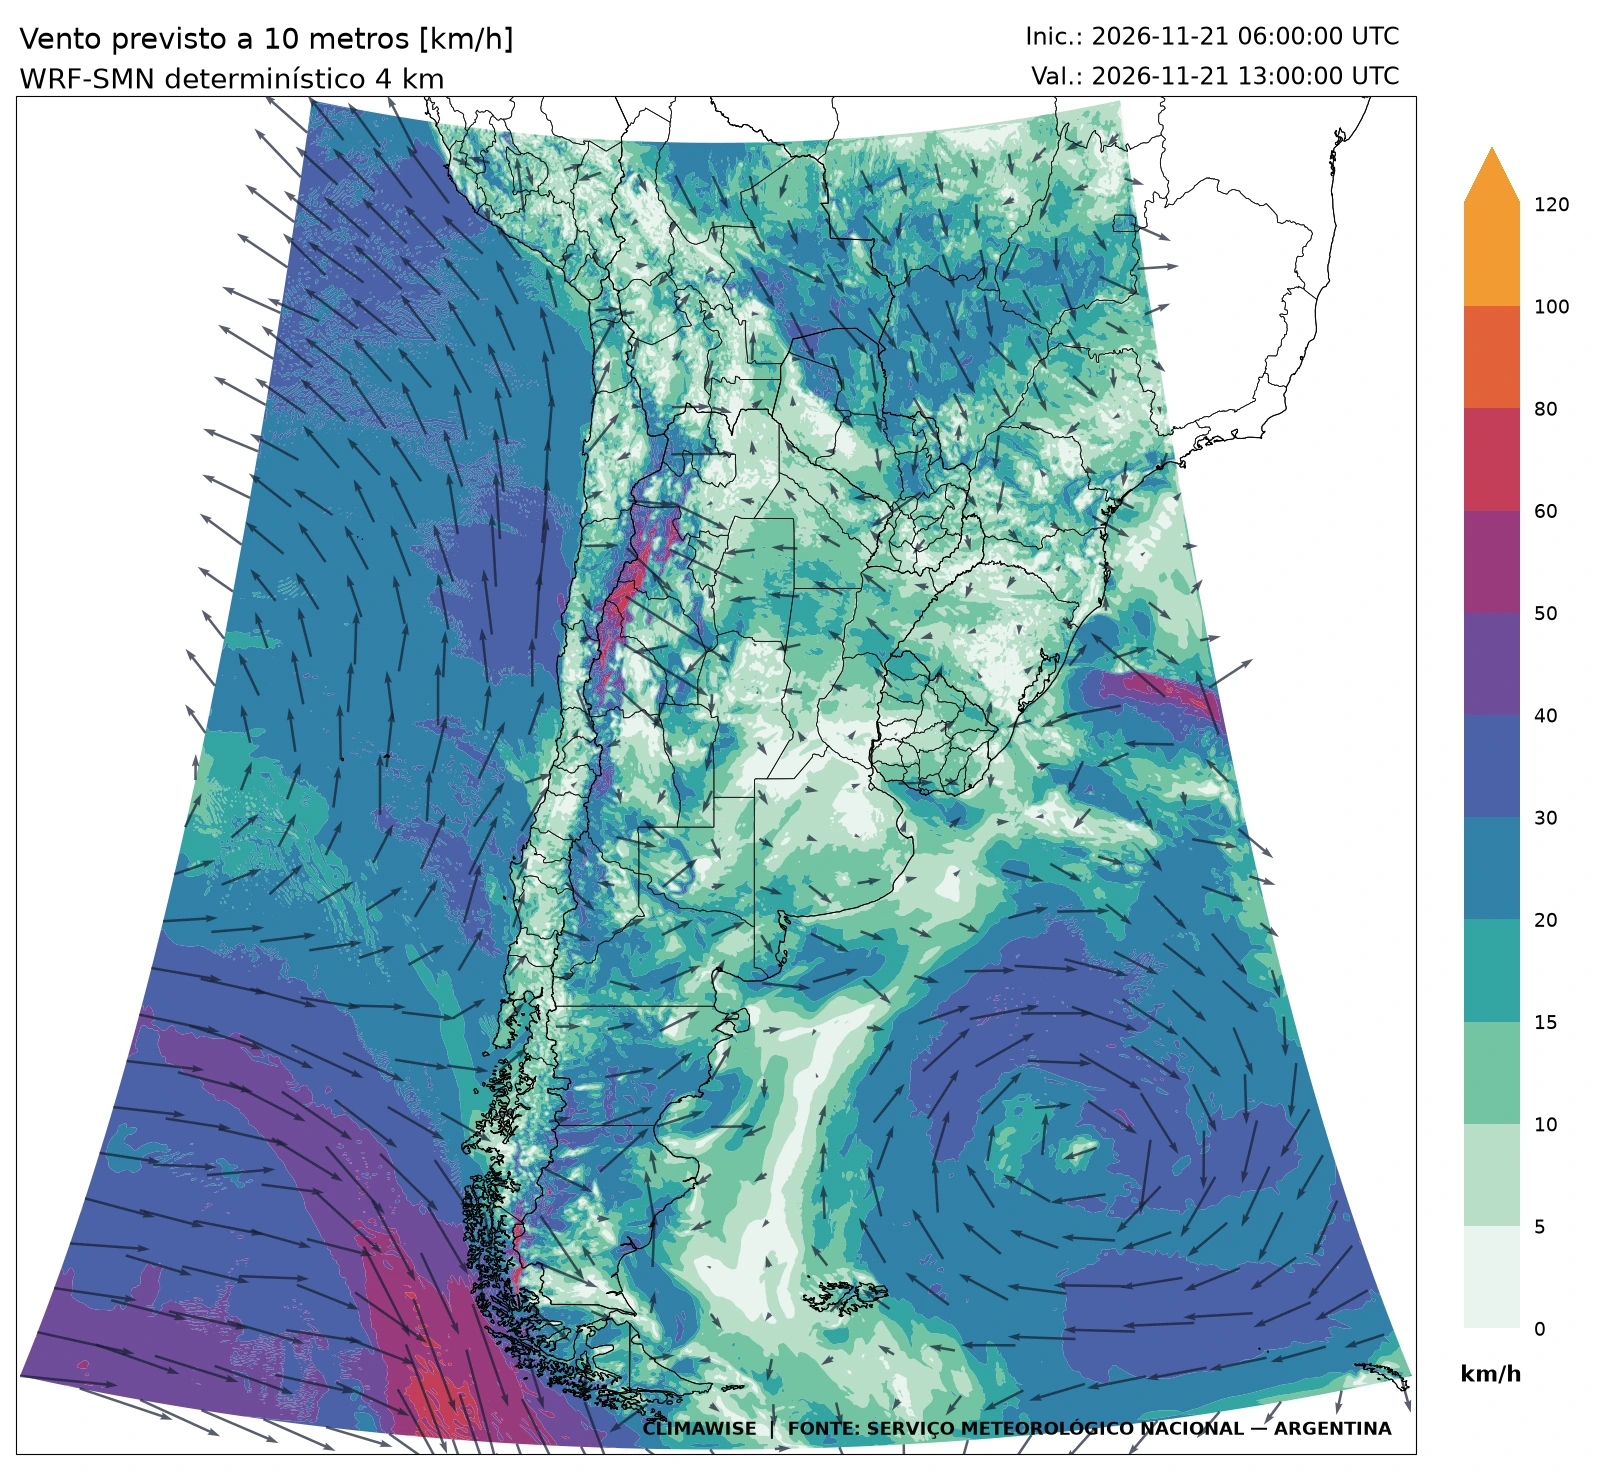 Vento previsto a 10 metros [km/h]
WRF-SMN determinístico 4 km
Inic.: 2026-11-21 06:00:00 UTC
Val.: 2026-11-21 13:00:00 UTC
120
100
80
60
50
40
30
20
15
10
5
0
km/h
CLIMAWISE | FONTE: SERVIÇO METEOROLÓGICO NACIONAL — ARGENTINA